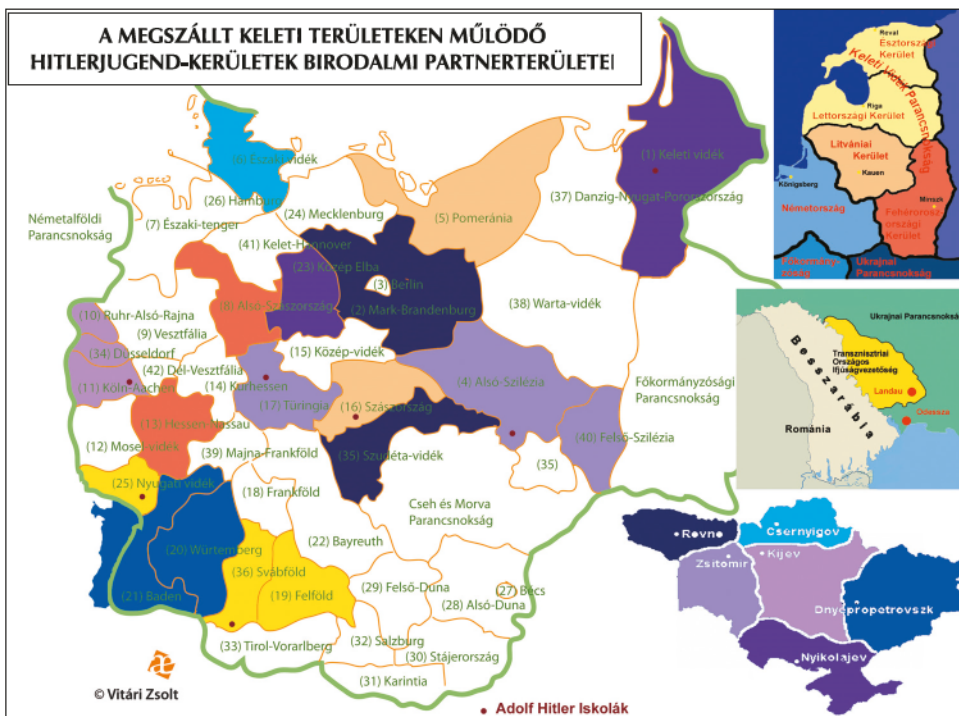 A MEGSZÁLLT KELETI TERÜLETEKEN MŰLÖDŐ
HITLERJUGEND-KERÜLETEK BIRODALMI PARTNERTERÜLETEI
(6) Északi vidék
(26) Hamburg
(7) Északi-tenger
(24) Mecklenburg
(5) Pomeránia
(1) Keleti vidék
(37) Danzig-Nyugat-Poroszország
Németalföldi
Parancsnokság
(41) Kelet-Hannover
(23) Közép Elba
(3) Berlin
(8) Alsó-Szászország
(2) Mark-Brandenburg
(38) Warta-vidék
(10) Ruhr-Alsó-Rajna
(9) Vesztfália
(34) Düsseldorf
(42) Dél-Vesztfália
(15) Közép-vidék
(11) Köln-Aachen
(14) Kurhessen
(4) Alsó-Szilézia
Főkormányzósági
Parancsnokság
(17) Türingia
(16) Szászország
(13) Hessen-Nassau
(12) Mosel-vidék
(39) Majna-Frankföld
(35) Szudéta-vidék
(40) Felső-Szilézia
(35)
(25) Nyugati vidék
(18) Frankföld
Cseh és Morva
Parancsnokság
(20) Würtemberg
(22) Bayreuth
(36) Svábföld
(21) Baden
(19) Felföld
(29) Felső-Duna
(27) Bécs
(28) Alsó-Duna
(33) Tirol-Vorarlberg
(32) Salzburg
(30) Stájerország
(31) Karintia
© Vitári Zsolt
Adolf Hitler Iskolák
Reval
Esztországi
Kerület
Keleti Vidék Parancsnokság
Riga
Lettországi Kerület
Litvániai
Kerület
Kauen
Königsberg
Németország
Minszk
Fehérorosz-
országi
Kerület
Ukrajnai
Parancsnokság
Ukrajnai Parancsnokság
Transznisztriai
Országos
Ifjúságvezetőség
Landau
Odessza
Besszarábia
Románia
Rovno
Csernyigov
Zsitomir
Kijev
Dnyepropetrovszk
Nyikolajev